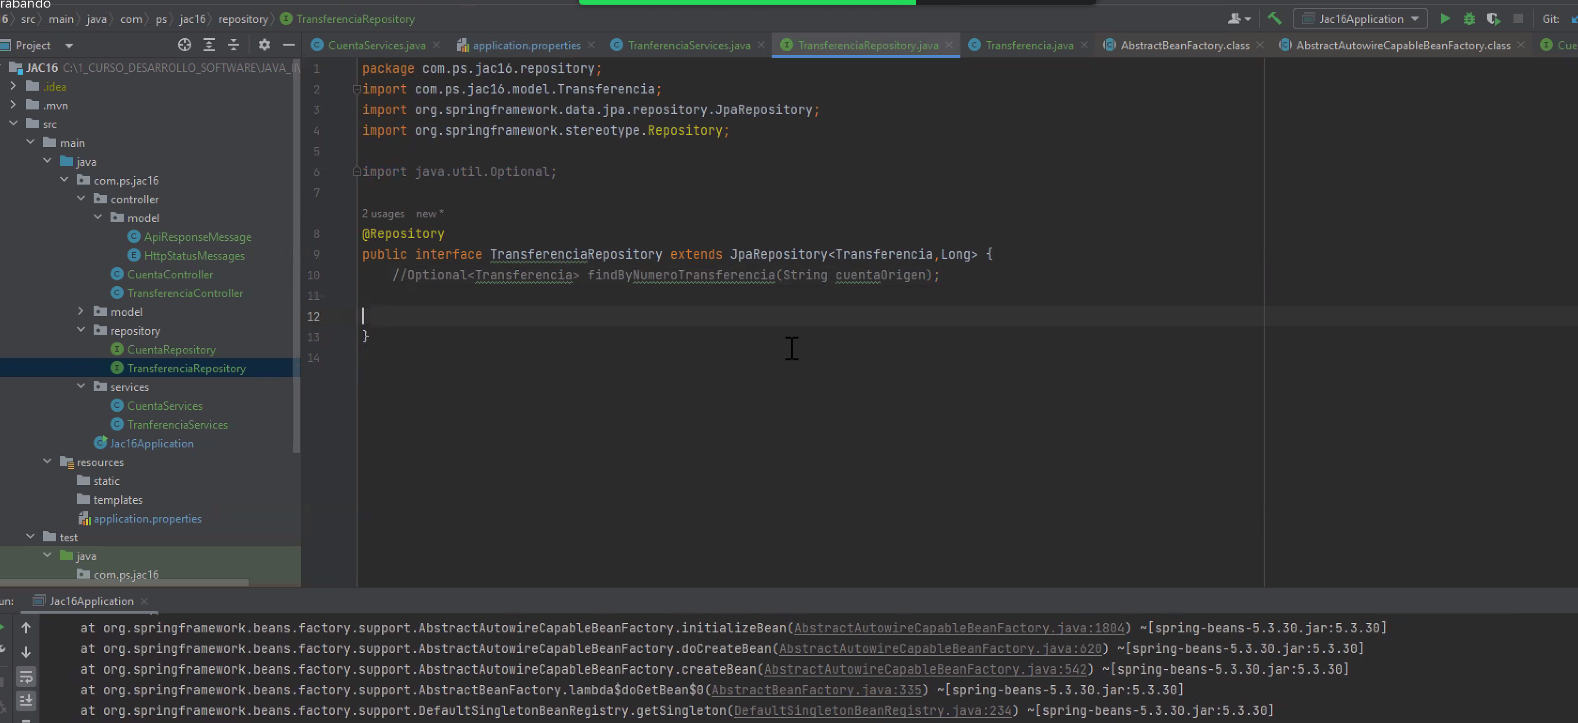 rabando
16 src main java com ps jac16 repository TransferenciaRepository
Jac16Application Git:
Project
CuentaServices.java application.properties TranferenciaServices.java TransferenciaRepository.java Transferencia.java AbstractBeanFactory.class AbstractAutowireCapableBeanFactory.class Cue
JAC16 C:\1_CURSO_DESARROLLO_SOFTWARE\JAVA_
.idea
.mvn
src
main
java
com.ps.jac16
controller
model
ApiResponseMessage
HttpStatusMessages
CuentaController
TransferenciaController
model
repository
CuentaRepository
TransferenciaRepository
services
CuentaServices
TranferenciaServices
Jac16Application
resources
static
templates
application.properties
test
java
com.ps.jac16
1 package com.ps.jac16.repository;
2 import com.ps.jac16.model.Transferencia;
3 import org.springframework.data.jpa.repository.JpaRepository;
4 import org.springframework.stereotype.Repository;
5
6 import java.util.Optional;
7
2 usages new *
8 @Repository
9 public interface TransferenciaRepository extends JpaRepository<Transferencia,Long> {
10 //Optional<Transferencia> findByNumeroTransferencia(String cuentaOrigen);
11
12
13 }
14
un: Jac16Application
at org.springframework.beans.factory.support.AbstractAutowireCapableBeanFactory.initializeBean(AbstractAutowireCapableBeanFactory.java:1804) ~[spring-beans-5.3.30.jar:5.3.30]
at org.springframework.beans.factory.support.AbstractAutowireCapableBeanFactory.doCreateBean(AbstractAutowireCapableBeanFactory.java:620) ~[spring-beans-5.3.30.jar:5.3.30]
at org.springframework.beans.factory.support.AbstractAutowireCapableBeanFactory.createBean(AbstractAutowireCapableBeanFactory.java:542) ~[spring-beans-5.3.30.jar:5.3.30]
at org.springframework.beans.factory.support.AbstractBeanFactory.lambda$doGetBean$0(AbstractBeanFactory.java:335) ~[spring-beans-5.3.30.jar:5.3.30]
at org.springframework.beans.factory.support.DefaultSingletonBeanRegistry.getSingleton(DefaultSingletonBeanRegistry.java:234) ~[spring-beans-5.3.30.jar:5.3.30]